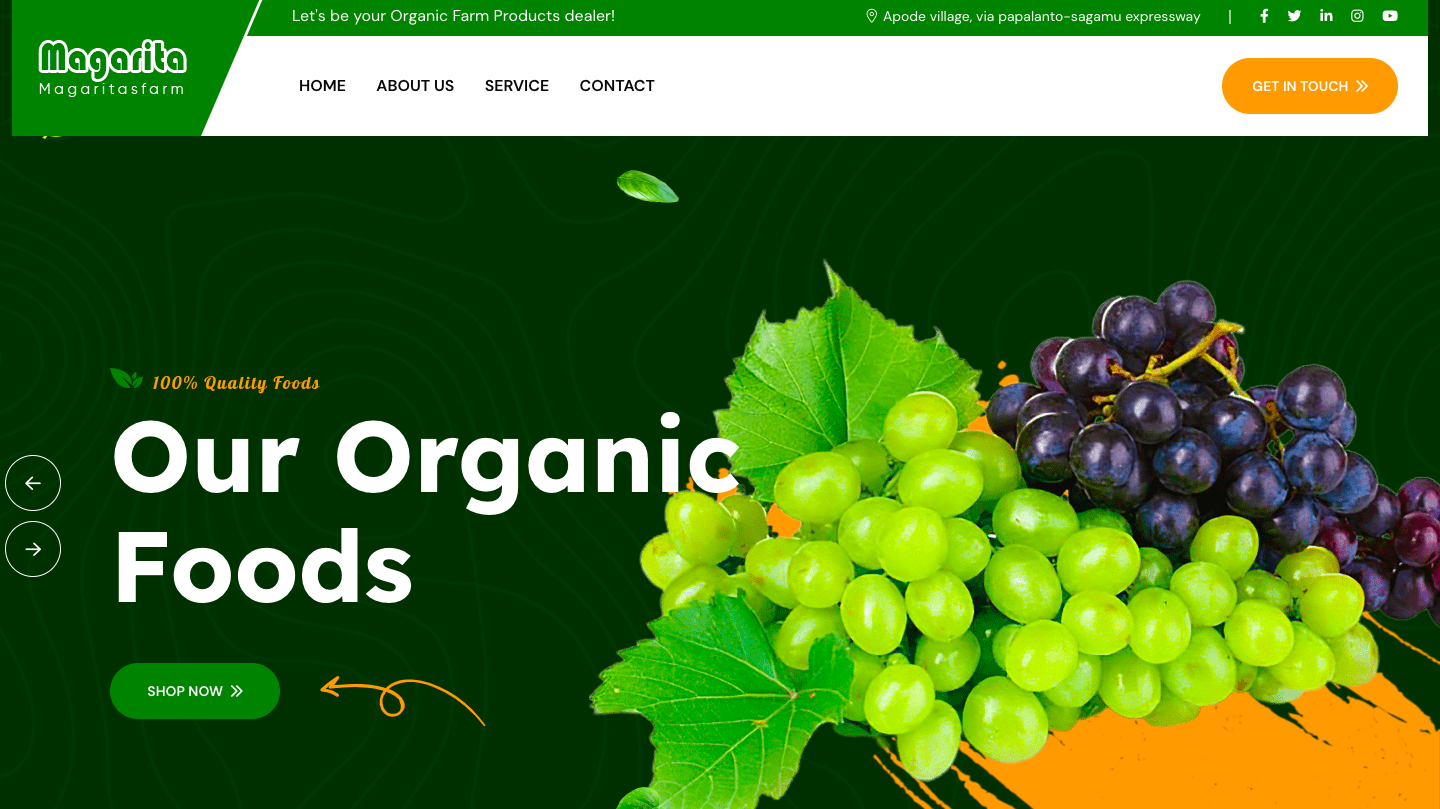 Let's be your Organic Farm Products dealer!
Apode village, via papalanto-sagamu expressway
|
Magarita
Magaritasfarm
HOME
ABOUT US
SERVICE
CONTACT
GET IN TOUCH
100% Quality Foods
Our Organic
Foods
SHOP NOW